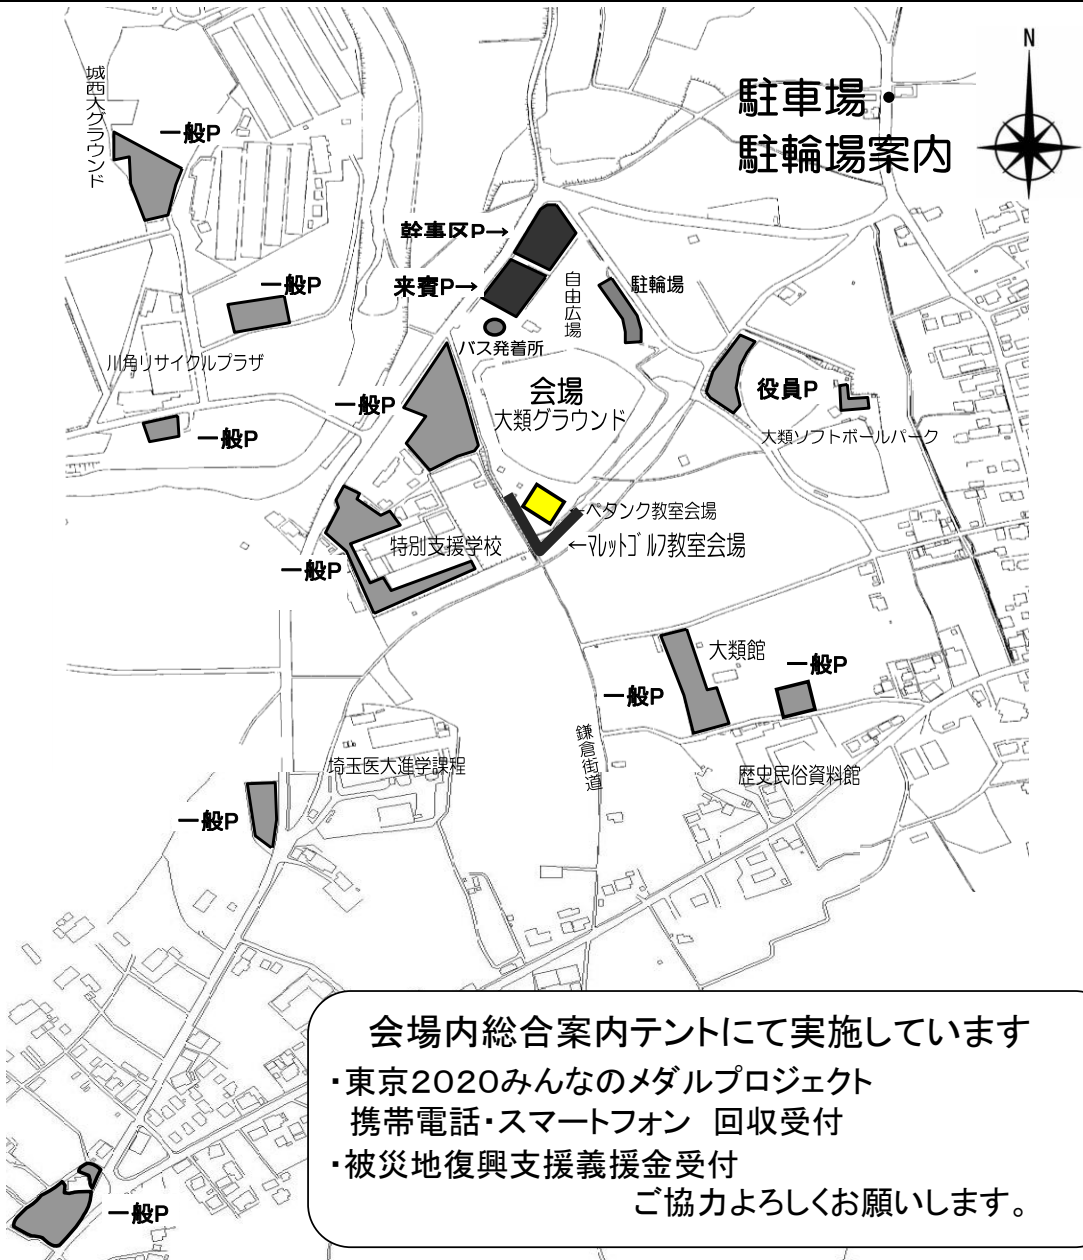 N
駐車場・
駐輪場案内
城西大グラウンド
一般P
幹事区P→
来賓P→
一般P
自由広場
駐輪場
バス発着所
川角リサイクルプラザ
会場
大類グラウンド
一般P
役員P
一般P
大類ソフトボールパーク
←ペタンク教室会場
特別支援学校
←マレットゴルフ教室会場
一般P
大類館
一般P
一般P
鎌倉街道
埼玉医大進学課程
歴史民俗資料館
一般P
会場内総合案内テントにて実施しています
・東京2020みんなのメダルプロジェクト
携帯電話・スマートフォン 回収受付
・被災地復興支援義援金受付
ご協力よろしくお願いします。
一般P